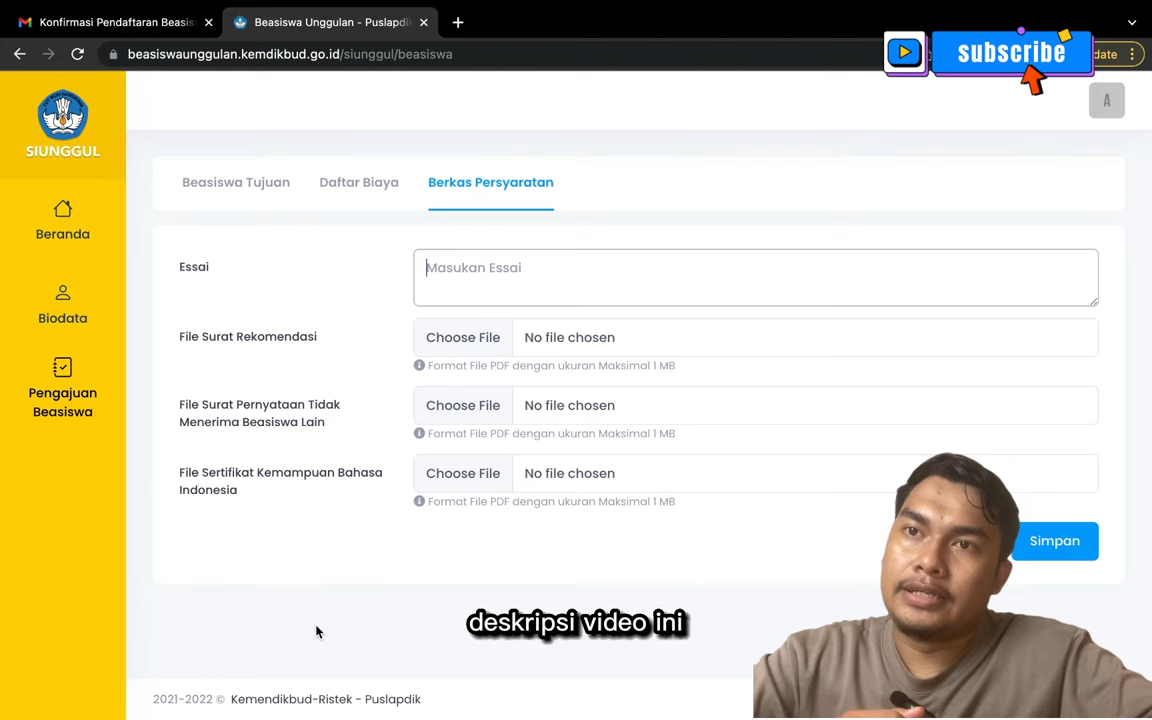 Konfirmasi Pendaftaran Beasis
Beasiswa Unggulan - Puslapdik
beasiswaunggulan.kemdikbud.go.id/siunggul/beasiswa
subscribe
date
A
SIUNGGUL
Beranda
Biodata
Pengajuan
Beasiswa
Beasiswa Tujuan
Daftar Biaya
Berkas Persyaratan
Essai
Masukan Essai
File Surat Rekomendasi
Choose File
No file chosen
Format File PDF dengan ukuran Maksimal 1 MB
File Surat Pernyataan Tidak
Menerima Beasiswa Lain
Choose File
No file chosen
Format File PDF dengan ukuran Maksimal 1 MB
File Sertifikat Kemampuan Bahasa
Indonesia
Choose File
No file chosen
Format File PDF dengan ukuran Maksimal 1 MB
Simpan
deskripsi video ini
2021-2022 © Kemendikbud-Ristek - Puslapdik